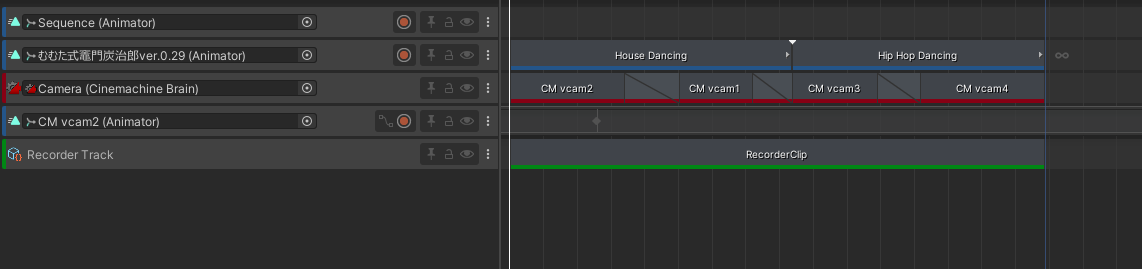 Sequence (Animator)
むむた式竈門炭治郎ver.0.29 (Animator)
House Dancing
Hip Hop Dancing
Camera (Cinemachine Brain)
CM vcam2
CM vcam1
CM vcam3
CM vcam4
CM vcam2 (Animator)
Recorder Track
RecorderClip